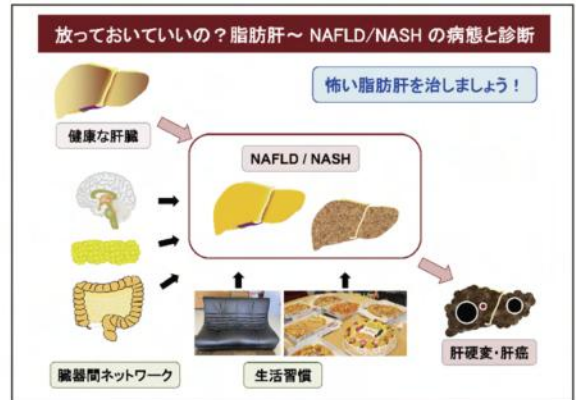 放っておいていいの？脂肪肝～ NAFLD/NASH の病態と診断
怖い脂肪肝を治しましょう！
健康な肝臓
NAFLD / NASH
肝硬変・肝癌
臓器間ネットワーク
生活習慣